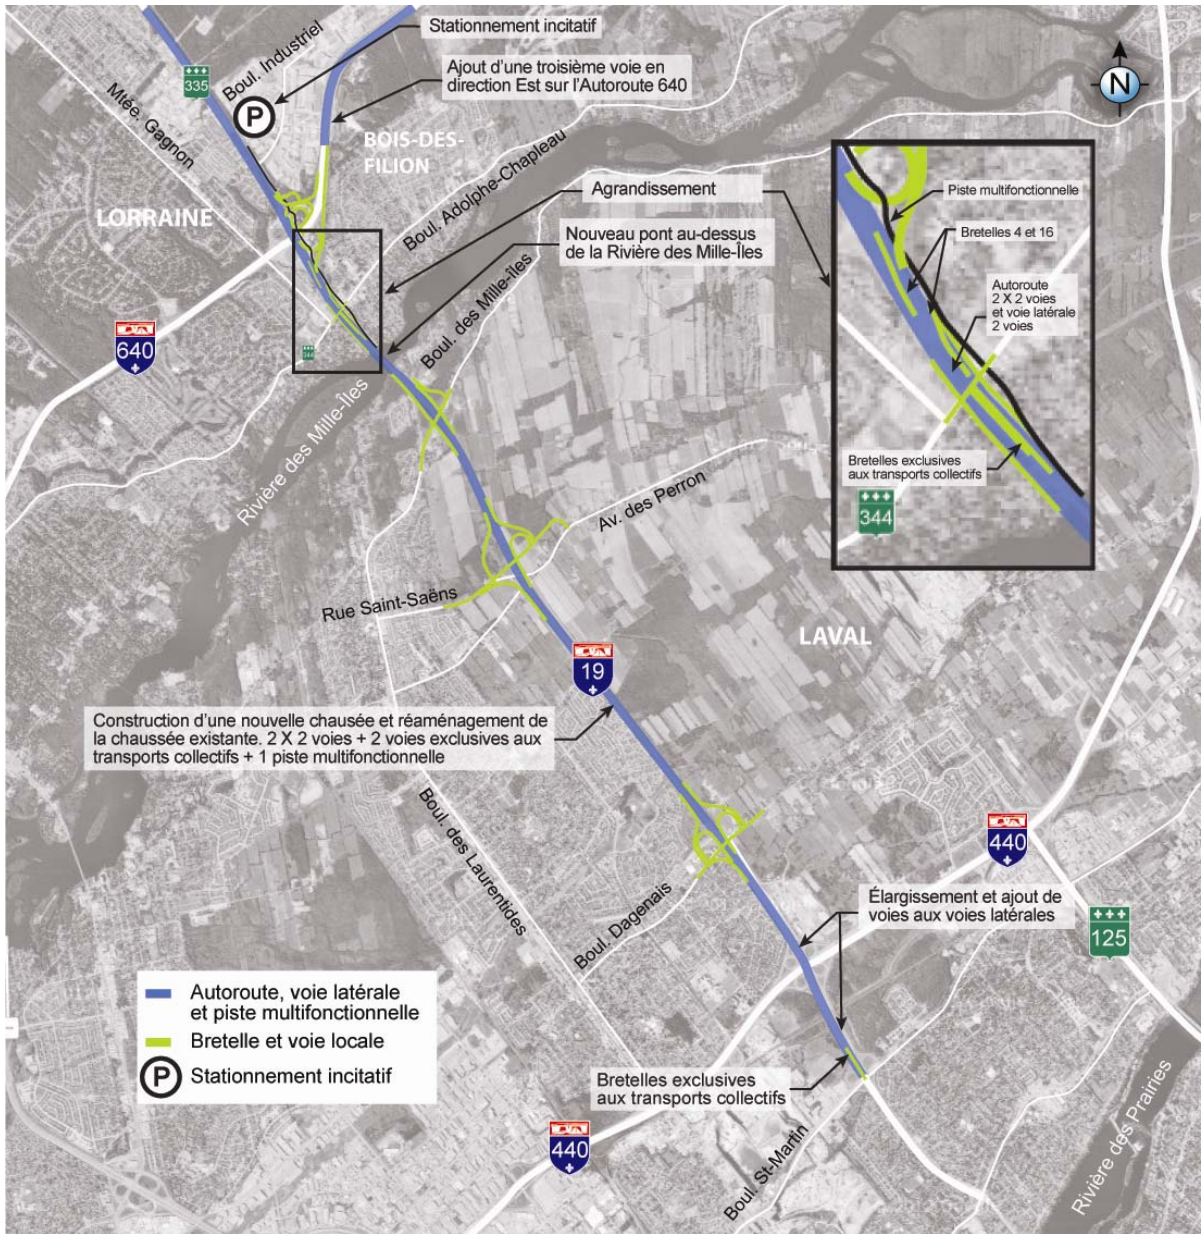 Stationnement incitatif
Ajout d'une troisième voie en
direction Est sur l'Autoroute 640
Boul. Industriel
335
P
Mtée. Gagnon
BOIS-DES-
FILION
LORRAINE
Boul. Adolphe-Chapleau
Agrandissement
Nouveau pont au-dessus
de la Rivière des Mille-Îles
Boul. des Mille-îles
640
344
Rivière des Mille-Îles
N
Piste multifonctionnelle
Bretelles 4 et 16
Autoroute
2 X 2 voies
et voie latérale
2 voies
Bretelles exclusives
aux transports collectifs
344
Av. des Perron
Rue Saint-Saëns
LAVAL
19
Construction d'une nouvelle chausée et réaménagement de
la chaussée existante. 2 X 2 voies + 2 voies exclusives aux
transports collectifs + 1 piste multifonctionnelle
Boul. des Laurentides
Boul. Dagenais
440
125
Élargissement et ajout de
voies aux voies latérales
Autoroute, voie latérale
et piste multifonctionnelle
Bretelle et voie locale
P Stationnement incitatif
Bretelles exclusives
aux transports collectifs
440
Boul. St-Martin
Rivière des Prairies